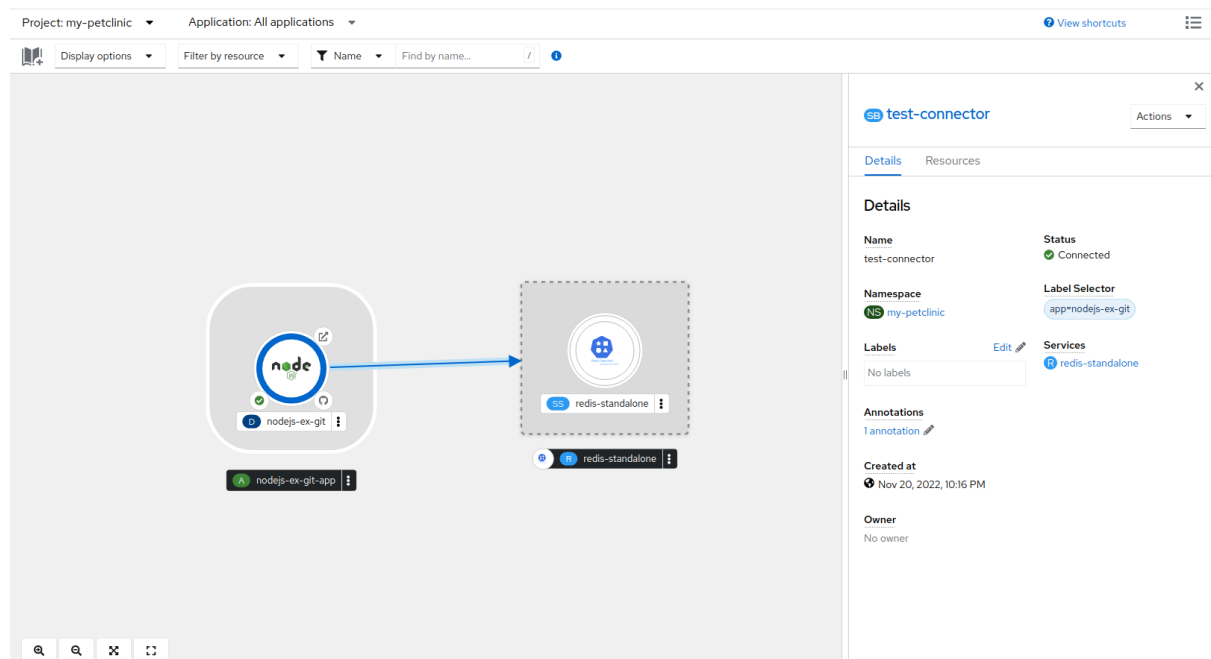 Project: my-petclinic
Application: All applications
View shortcuts
Display options
Filter by resource
Name
Find by name...
/
SB test-connector
Actions
Details
Resources
Details
Name
test-connector
Status
Connected
Namespace
NS my-petclinic
Label Selector
app=nodejs-ex-git
Labels
Edit
No labels
Services
R redis-standalone
Annotations
1 annotation
Created at
Nov 20, 2022, 10:16 PM
Owner
No owner
node
D nodejs-ex-git
A nodejs-ex-git-app
SS redis-standalone
R redis-standalone